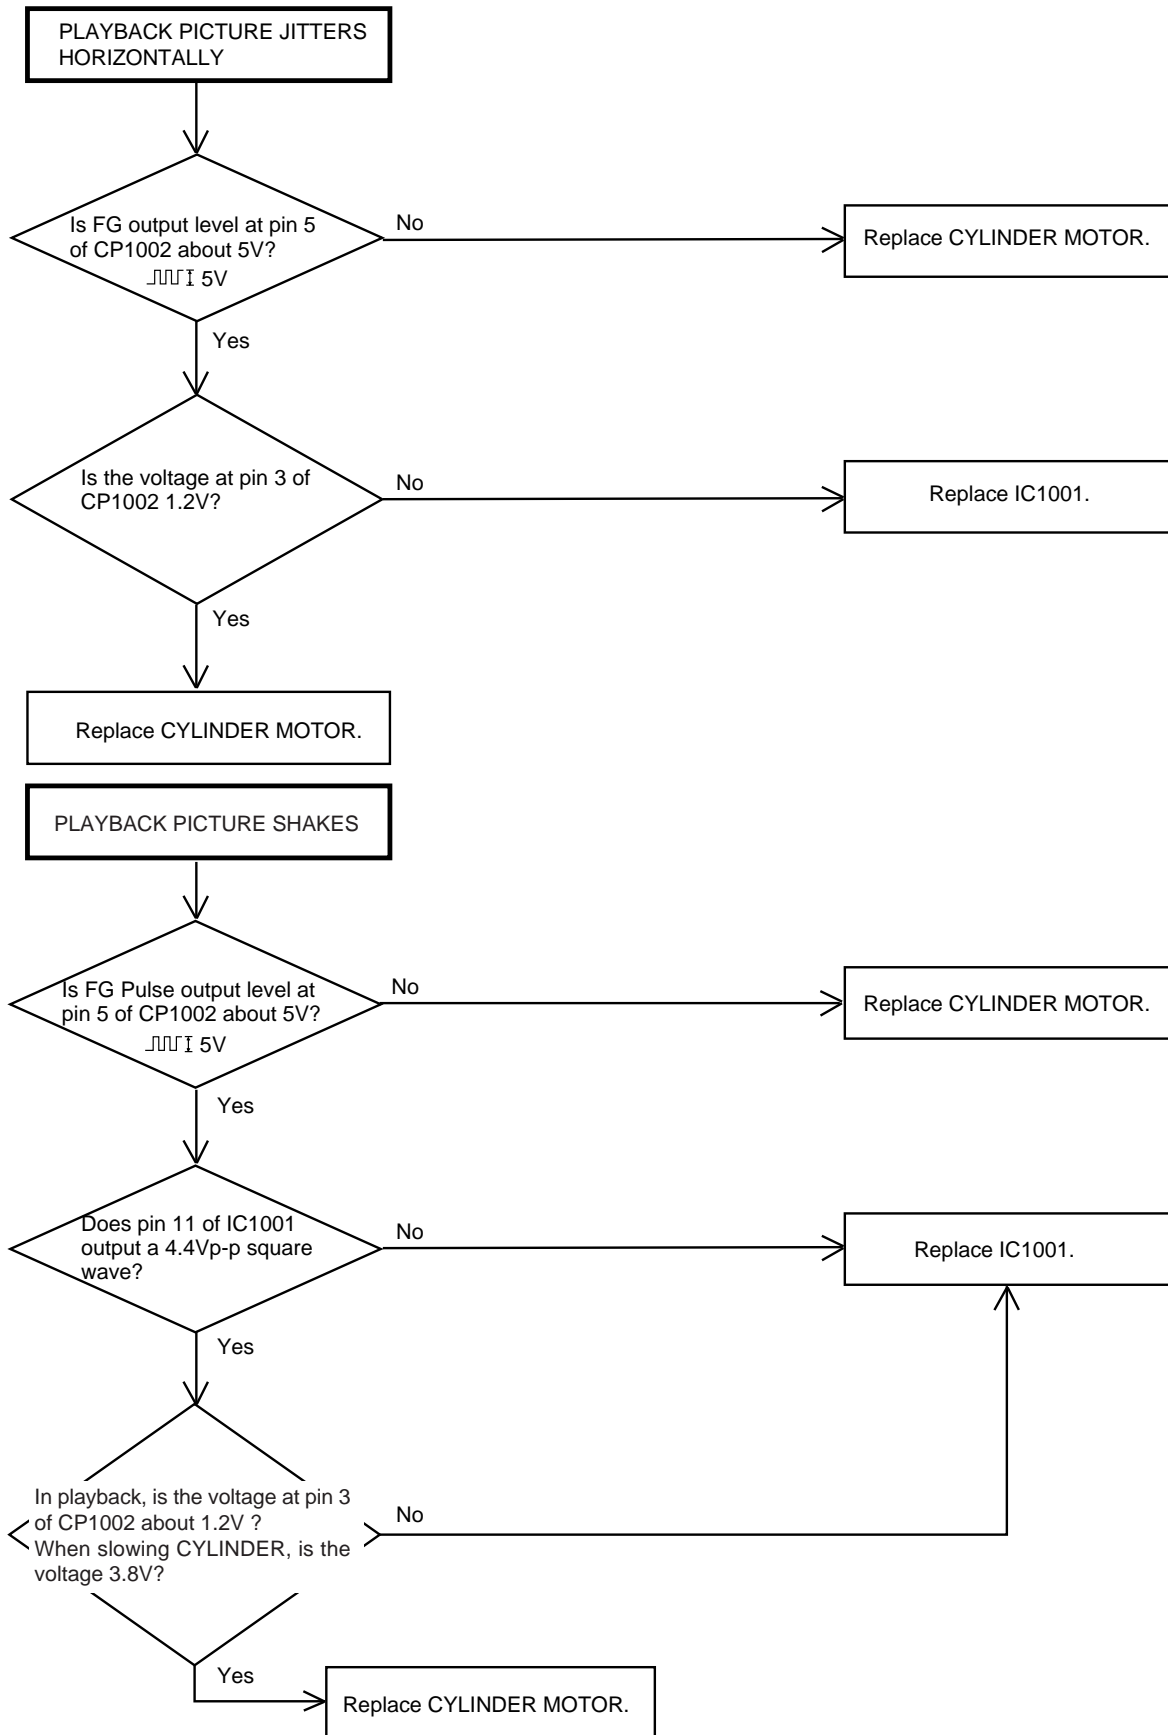 PLAYBACK PICTURE JITTERS
HORIZONTALLY
Is FG output level at pin 5
of CP1002 about 5V?
5V
No
Replace CYLINDER MOTOR.
Yes
Is the voltage at pin 3 of
CP1002 1.2V?
No
Replace IC1001.
Yes
Replace CYLINDER MOTOR.
PLAYBACK PICTURE SHAKES
Is FG Pulse output level at
pin 5 of CP1002 about 5V?
5V
No
Replace CYLINDER MOTOR.
Yes
Does pin 11 of IC1001
output a 4.4Vp-p square
wave?
No
Replace IC1001.
Yes
In playback, is the voltage at pin 3
of CP1002 about 1.2V ?
When slowing CYLINDER, is the
voltage 3.8V?
No
Yes
Replace CYLINDER MOTOR.